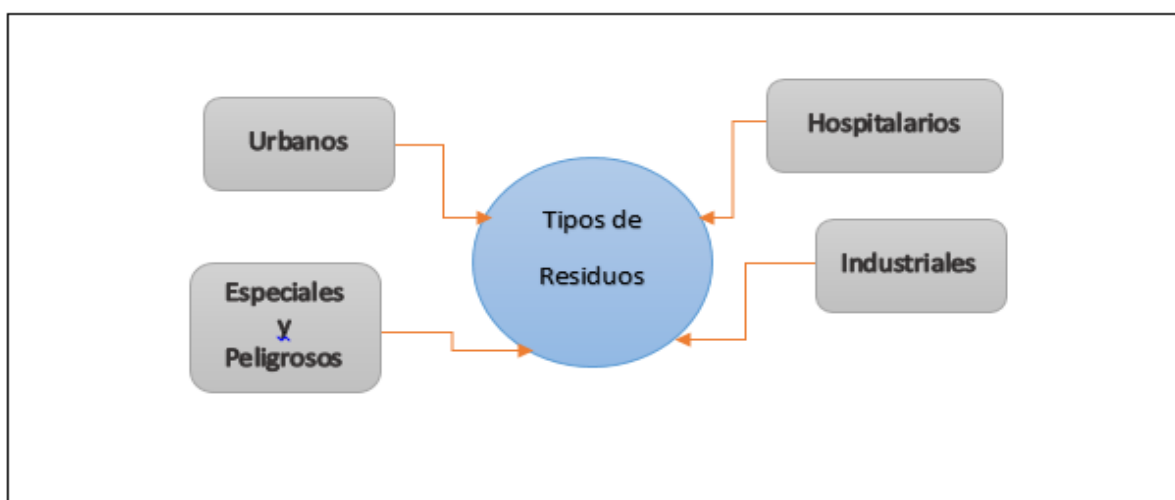 Urbanos
Hospitalarios
Tipos de
Residuos
Industriales
Especiales
y
Peligrosos